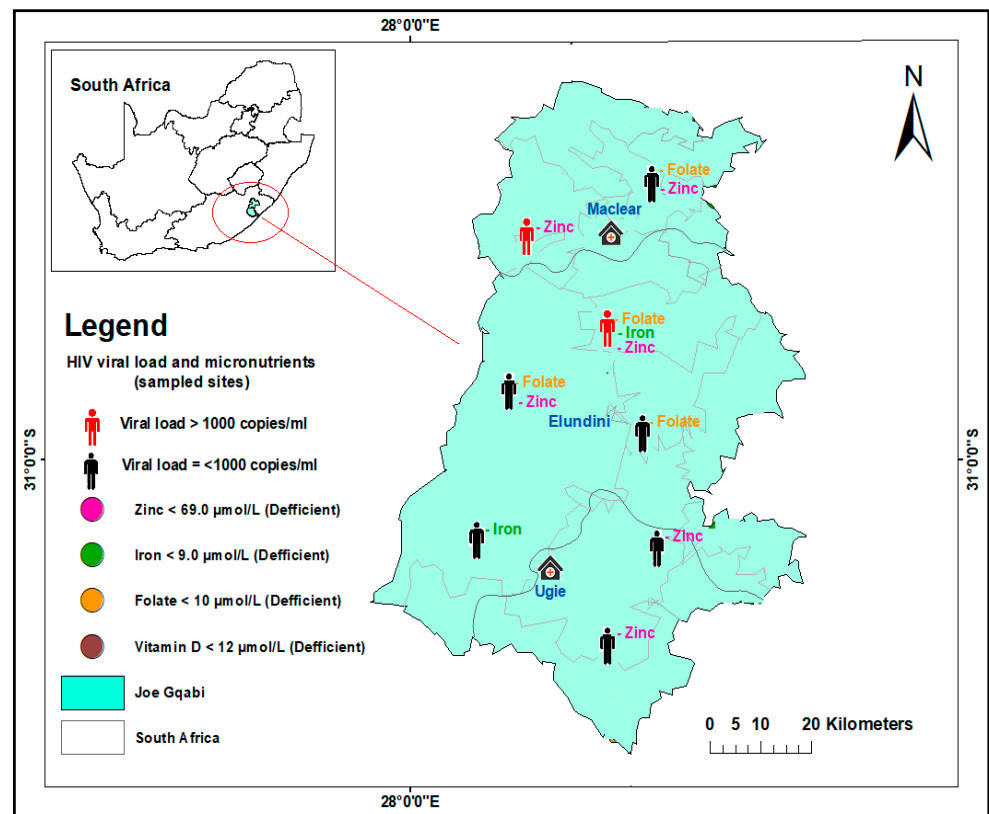 28°0'0"E
South Africa
N
- Folate
- Zinc
Maclear
- Zinc
- Folate
- Iron
- Zinc
- Folate
- Zinc
Elundini
- Folate
- Iron
- ZInc
Ugie
- Zinc
Legend
HIV viral load and micronutrients
(sampled sites)
Viral load > 1000 copies/ml
Viral load = <1000 copies/ml
Zinc < 69.0 µmol/L (Defficient)
Iron < 9.0 µmol/L (Defficient)
Folate < 10 µmol/L (Defficient)
Vitamin D < 12 µmol/L (Defficient)
Joe Gqabi
South Africa
0 5 10 20 Kilometers
31°0'0"S
31°0'0"S
28°0'0"E